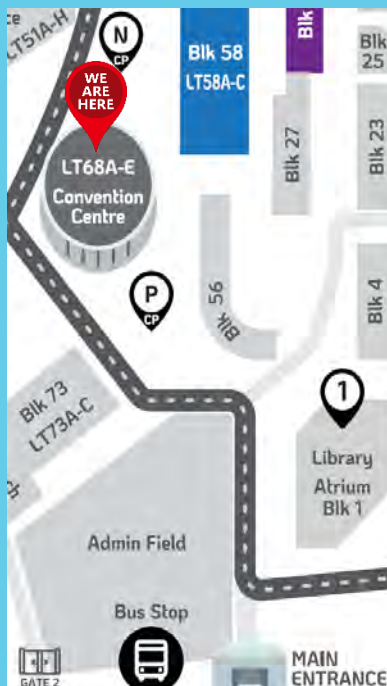 ce
LT51A-H
N
CP
Blk
Blk
25
Blk 58
LT58A-C
WE
ARE
HERE
LT68A-E
Convention
Centre
Blk 27
Blk 23
P
CP
Blk 56
Blk 4
1
Blk 73
LT73A-C
Library
Atrium
Blk 1
Admin Field
Bus Stop
GATE 2
MAIN
ENTRANCE